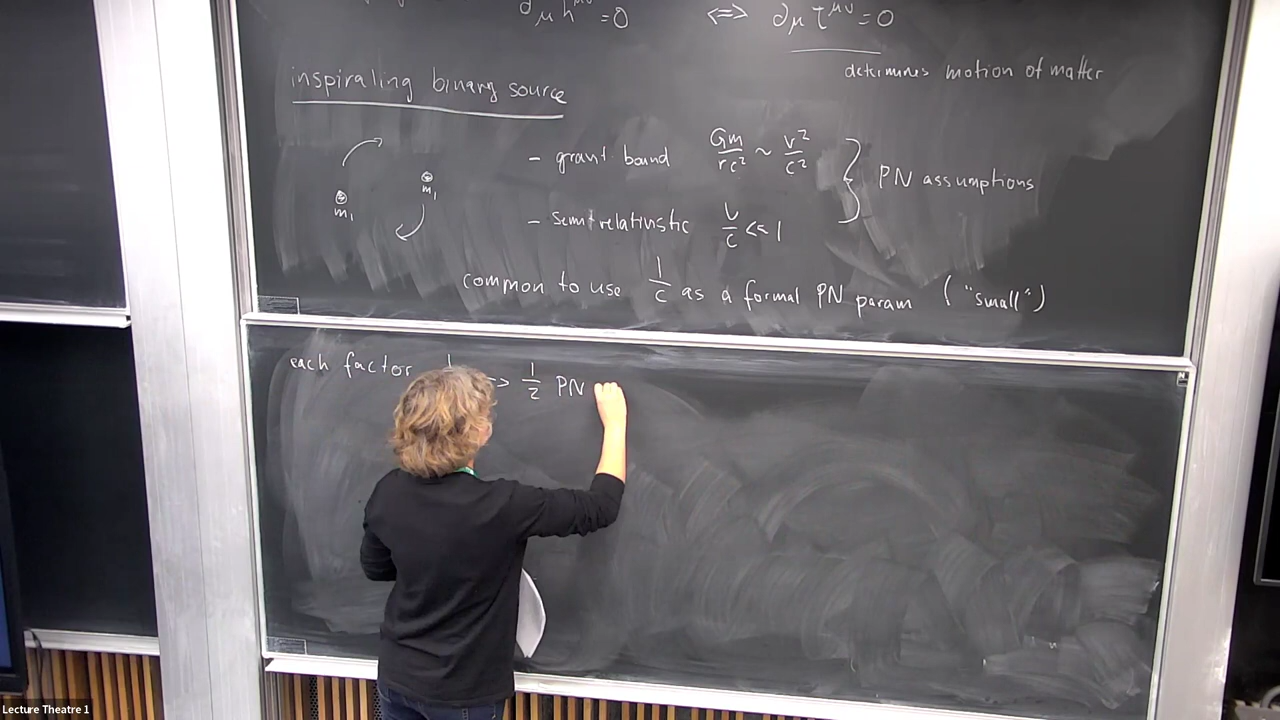 ∂_μ h^{μν} = 0 <=> ∂_μ τ^{μν} = 0
determines motion of matter
inspiraling binary source
- grav. bound Gm/rc² ~ v²/c²
PN assumptions
m₁
m₁
- semi relativistic v/c << 1
common to use 1/c as a formal PN param ("small")
each factor 1 => 1/2 PN
Lecture Theatre 1